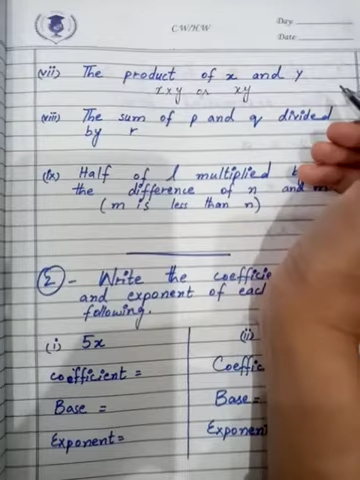 CW/HW
Day:
Date:
(vii) The product of x and y
x×y or xy
(viii) The sum of p and q divided
by r
(ix) Half of l multiplied
the difference of n and m
(m is less than n)
2 - Write the coefficie
and exponent of each
following.
(i) 5x
(ii)
coefficient =
Coeffic
Base =
Base =
Exponent =
Exponent